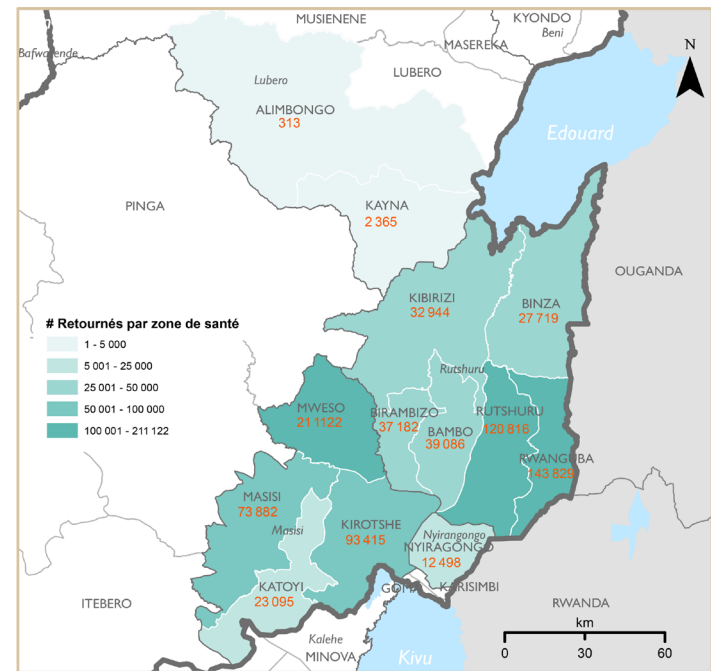 MUSIENENE
KYONDO
Beni
MASEREKA
Bafwasende
Lubero
LUBERO
N
ALIMBONGO
313
Edouard
PINGA
KAYNA
2 365
OUGANDA
KIBIRIZI
32 944
BINZA
27 719
# Retournés par zone de santé
1 - 5 000
5 001 - 25 000
25 001 - 50 000
50 001 - 100 000
100 001 - 211 122
Rutshuru
MWESO
21 1122
BIRAMBIZO
37 182
BAMBO
39 086
RUTSHURU
120 816
RWANGUBA
143 829
MASISI
73 882
Masisi
KIROTSHE
93 415
Nyirangongo
NYIRAGONGO
12 498
KATOYI
23 095
GOMA
KARISIMBI
ITEBERO
RWANDA
Kalehe
MINOVA
Kivu
km
0
30
60